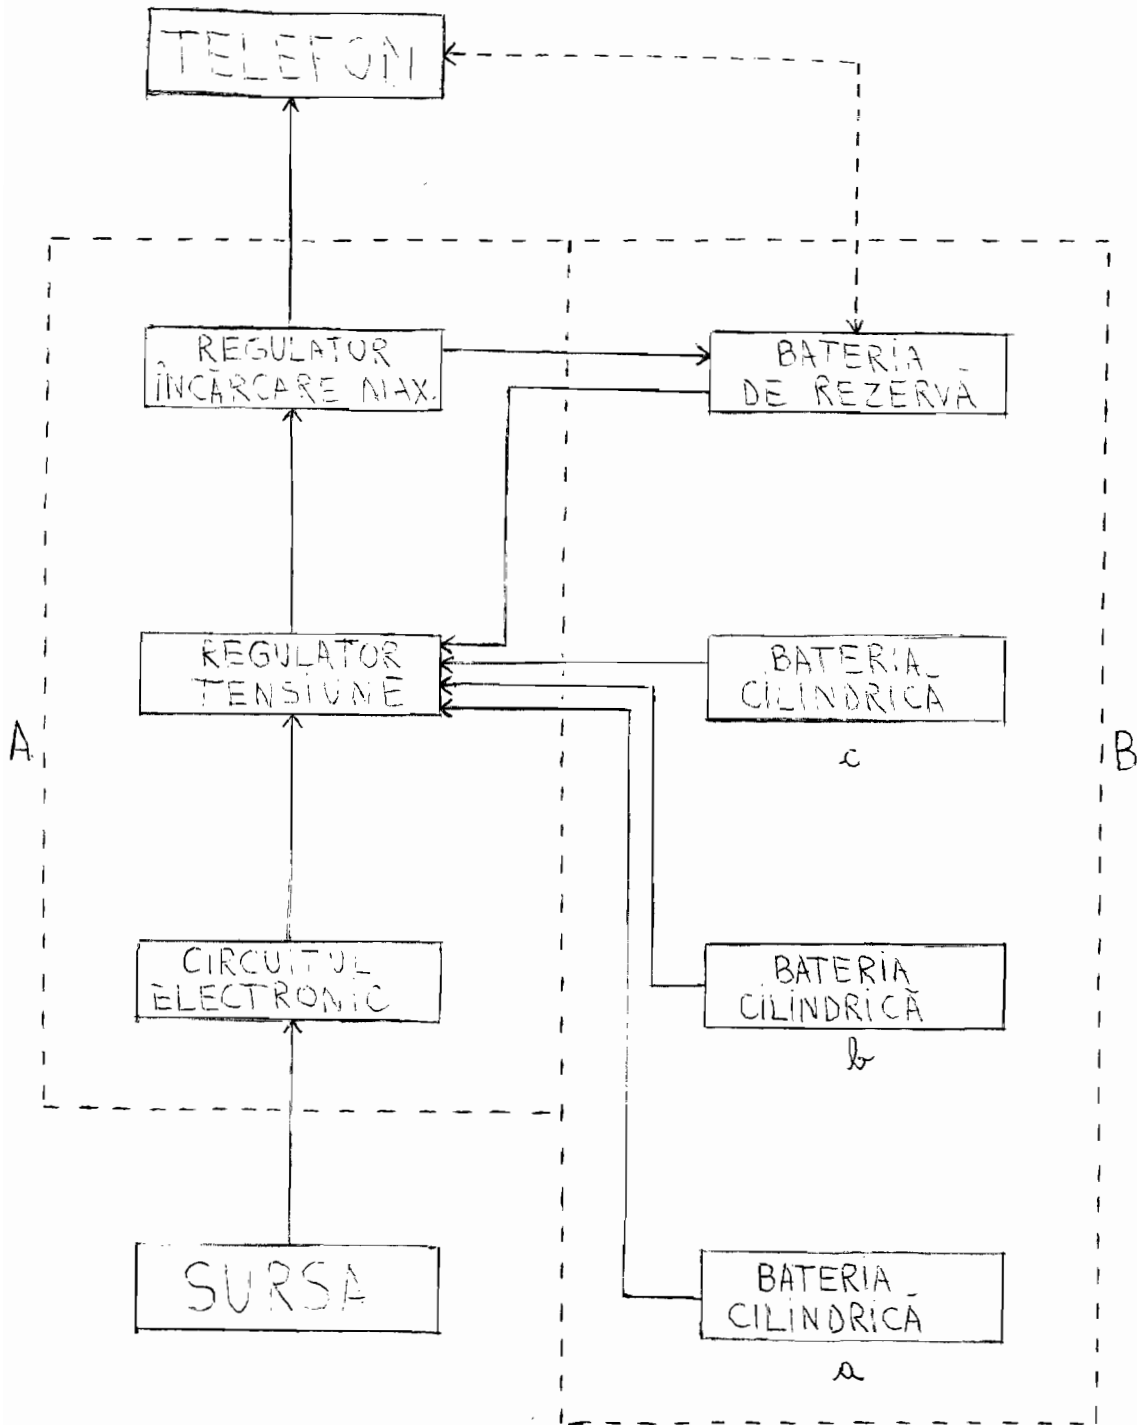 TELEFON
REGULATOR
ÎNCĂRCARE MAX.
BATERIA
DE REZERVĂ
REGULATOR
TENSIUNE
BATERIA
CILINDRICĂ
c
A
B
CIRCUITUL
ELECTRONIC
BATERIA
CILINDRICĂ
b
SURSA
BATERIA
CILINDRICĂ
a